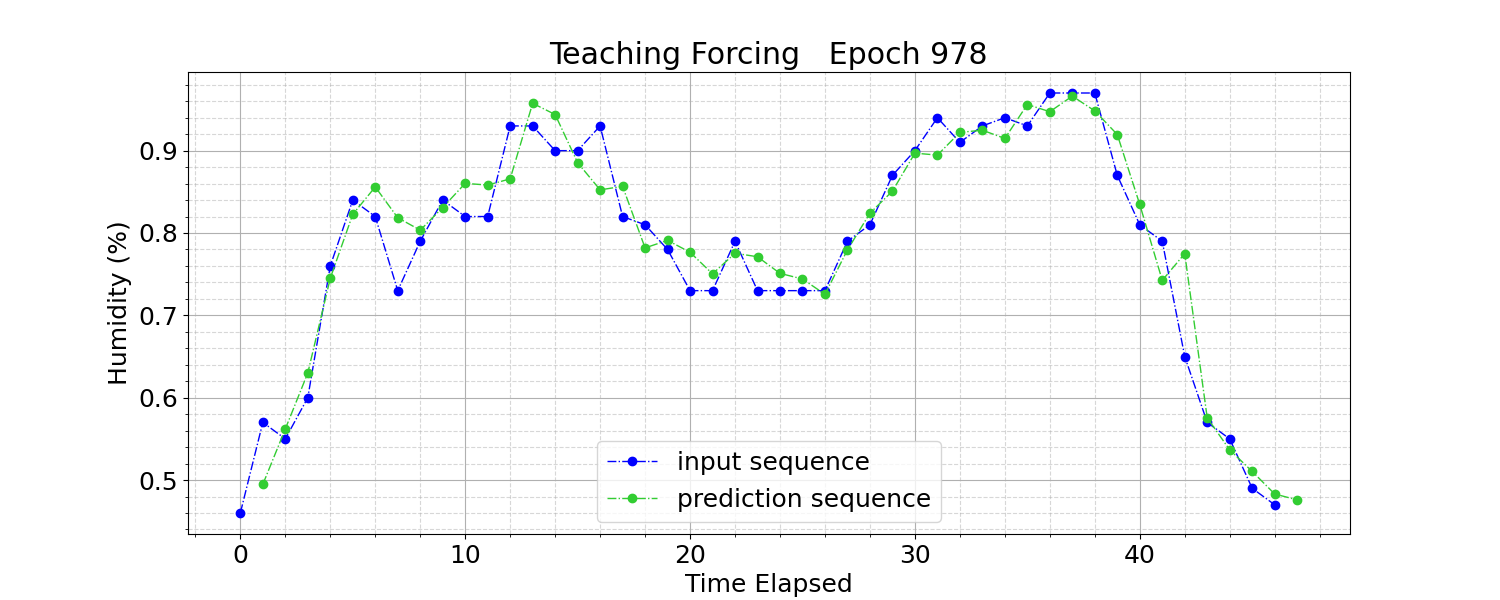 Teaching Forcing   Epoch 978
Humidity (%)
0.9
0.8
0.7
0.6
0.5
input sequence
prediction sequence
0 10 20 30 40
Time Elapsed